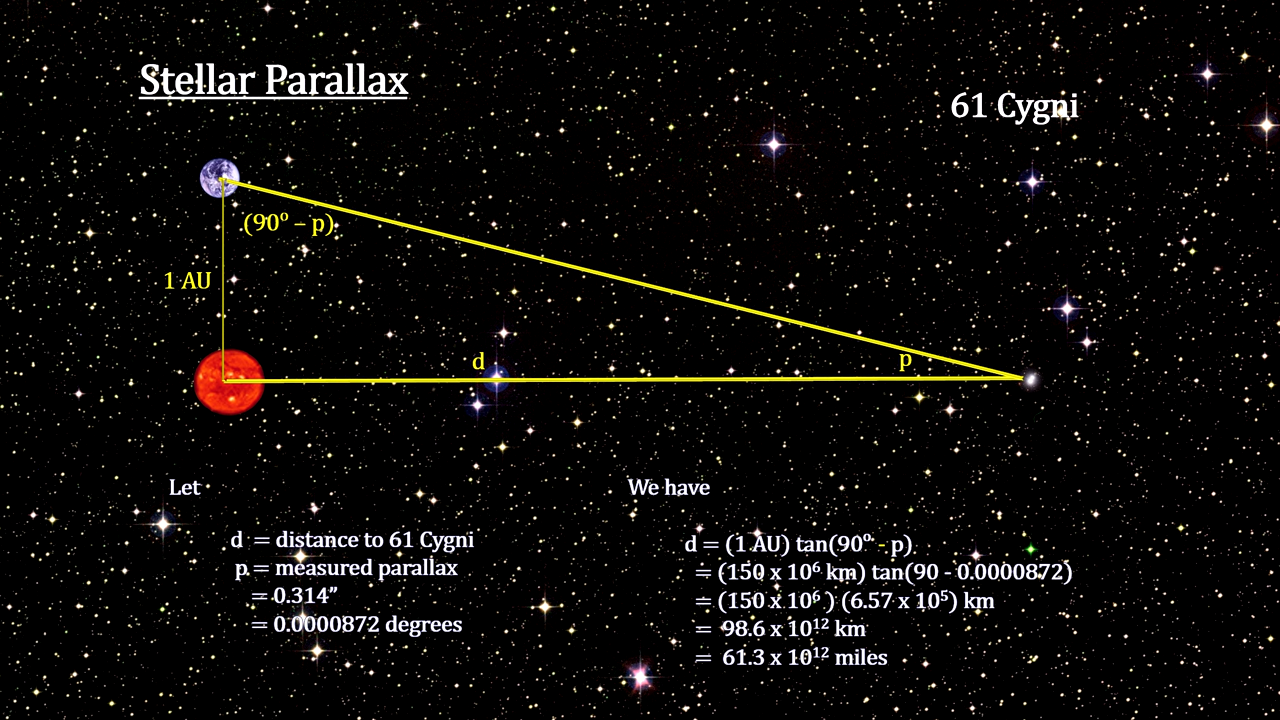 Stellar Parallax
61 Cygni
(90⁰ – p)
1 AU
d
p
Let
d = distance to 61 Cygni
p = measured parallax
= 0.314”
= 0.0000872 degrees
We have
d = (1 AU) tan(90⁰ - p)
= (150 x 10⁶ km) tan(90 - 0.0000872)
= (150 x 10⁶ ) (6.57 x 10⁵) km
= 98.6 x 10¹² km
= 61.3 x 10¹² miles